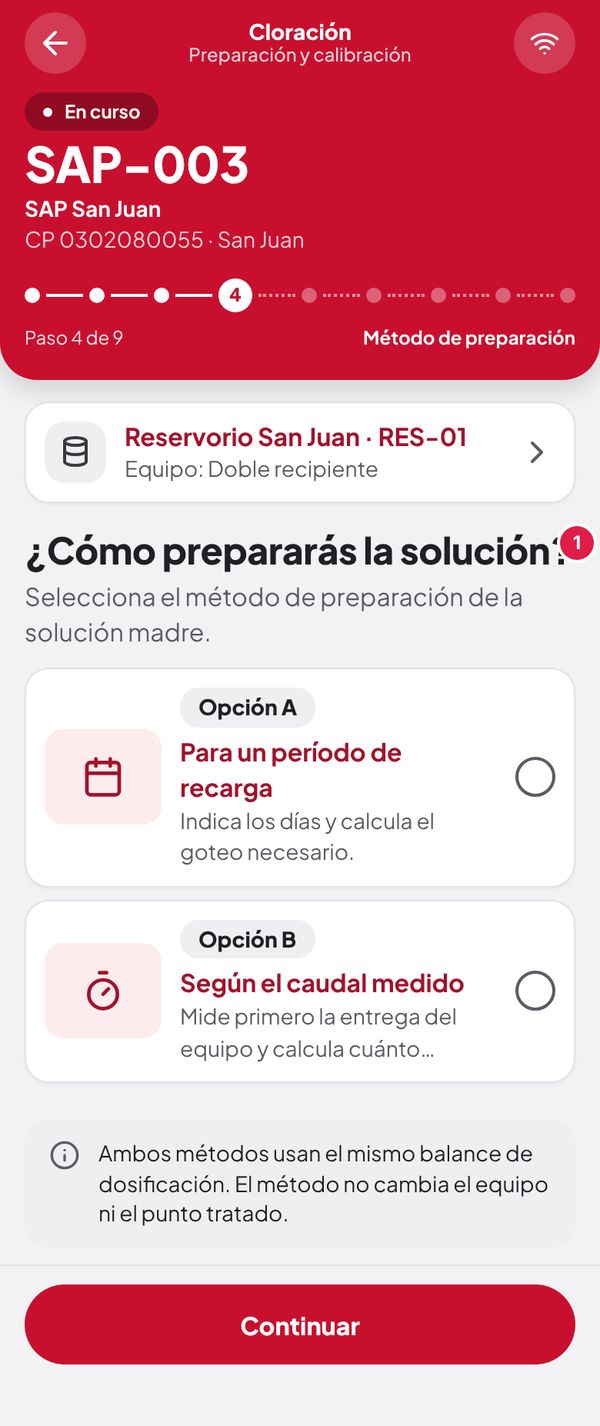 Cloración
Preparación y calibración
En curso
SAP-003
SAP San Juan
CP 0302080055 · San Juan
4
Paso 4 de 9
Método de preparación
Reservorio San Juan · RES-01
Equipo: Doble recipiente
¿Cómo prepararás la solución?
1
Selecciona el método de preparación de la
solución madre.
Opción A
Para un período de
recarga
Indica los días y calcula el
goteo necesario.
Opción B
Según el caudal medido
Mide primero la entrega del
equipo y calcula cuánto…
Ambos métodos usan el mismo balance de
dosificación. El método no cambia el equipo
ni el punto tratado.
Continuar